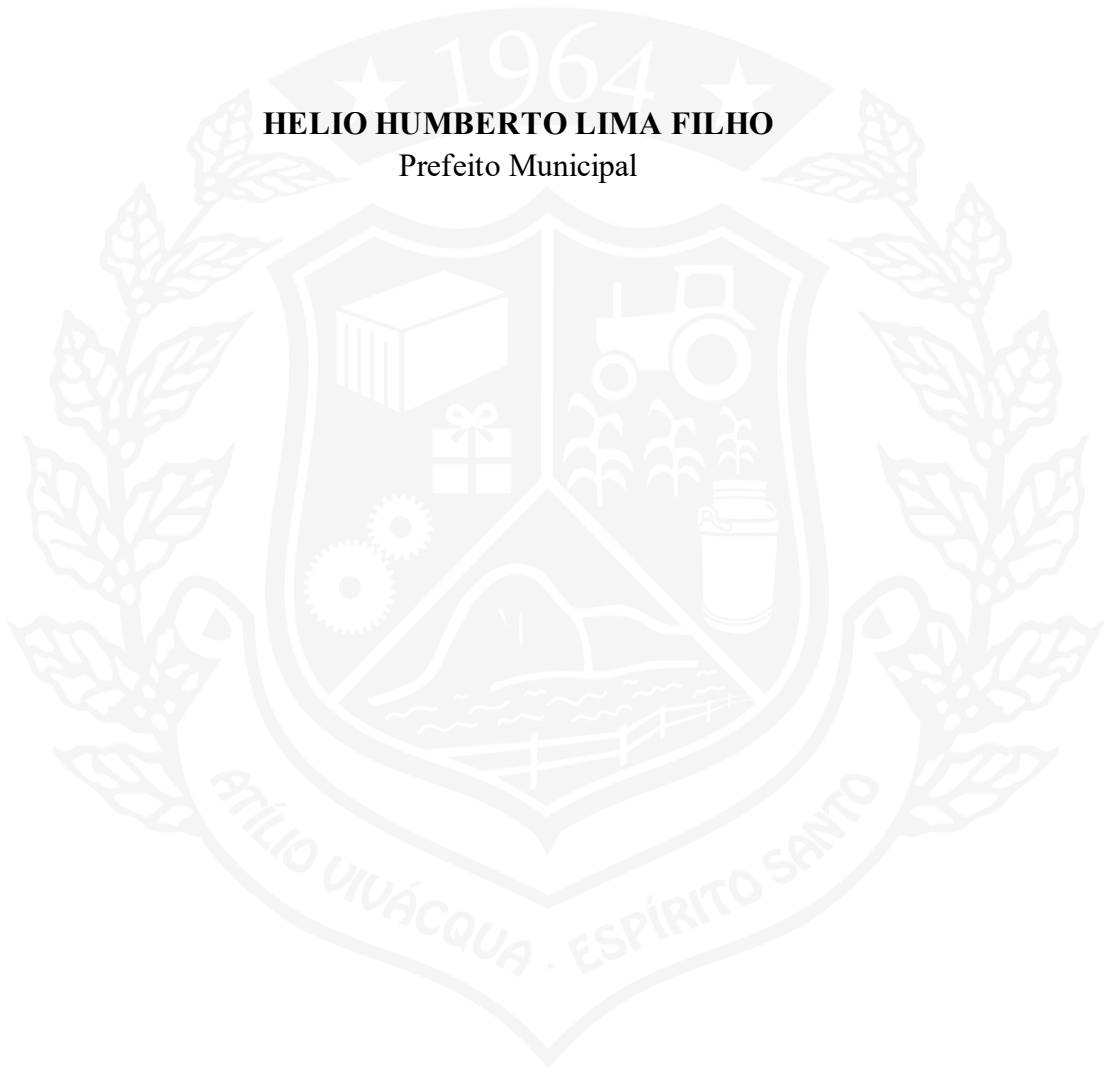 1964
HELIO HUMBERTO LIMA FILHO
Prefeito Municipal
ATÍLIO VIVÁCQUA - ESPÍRITO SANTO